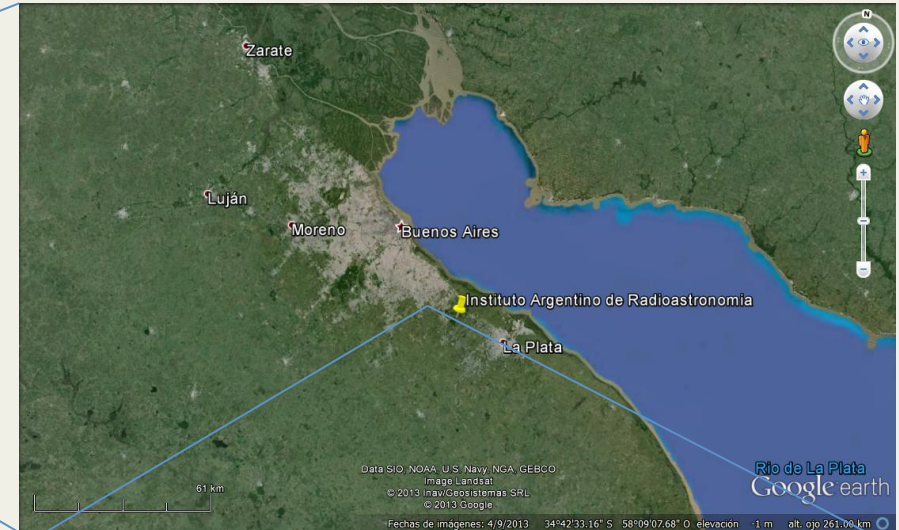 N
Zarate
Luján
Moreno
Buenos Aires
Instituto Argentino de Radioastronomia
La Plata
Rio de La Plata
Data SIO, NOAA, U.S. Navy, NGA, GEBCO
Image Landsat
© 2013 Inav/Geosistemas SRL
© 2013 Google
Google earth
61 km
Fechas de imágenes: 4/9/2013 34°42'33.16" S 58°09'07.68" O elevación -1 m alt. ojo 261.00 km